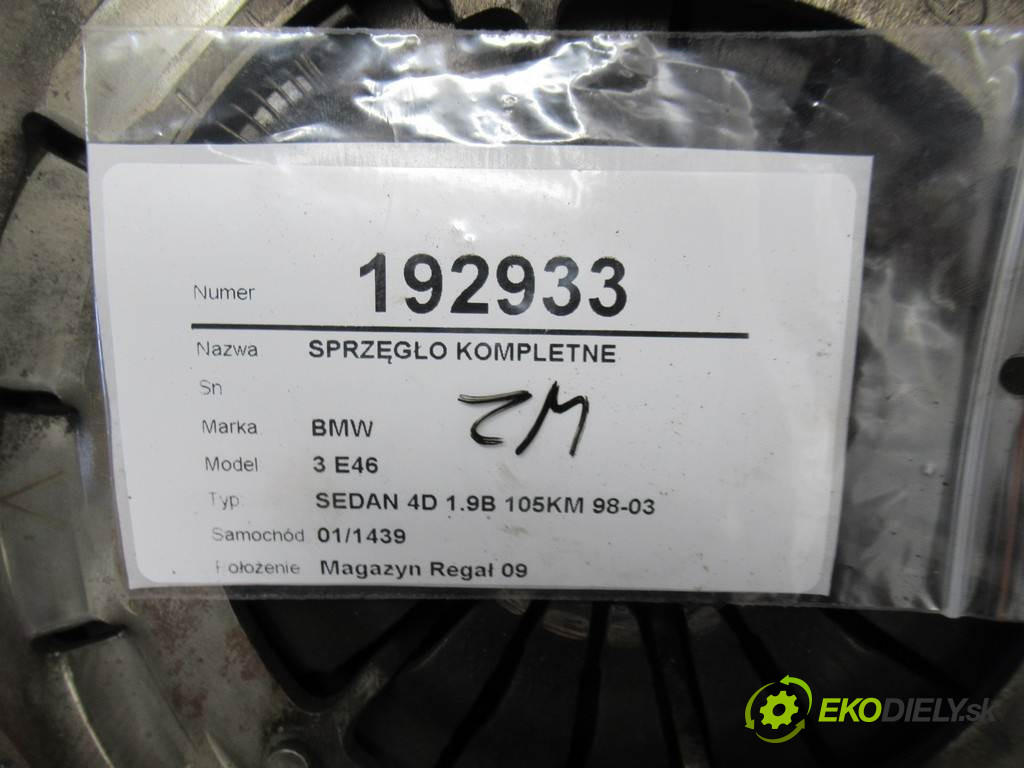 Numer 192933
Nazwa SPRZĘGŁO KOMPLETNE
Sn
ZM
Marka BMW
Model 3 E46
Typ SEDAN 4D 1.9B 105KM 98-03
Samochód 01/1439
Położenie Magazyn Regał 09
EKODIELY.sk